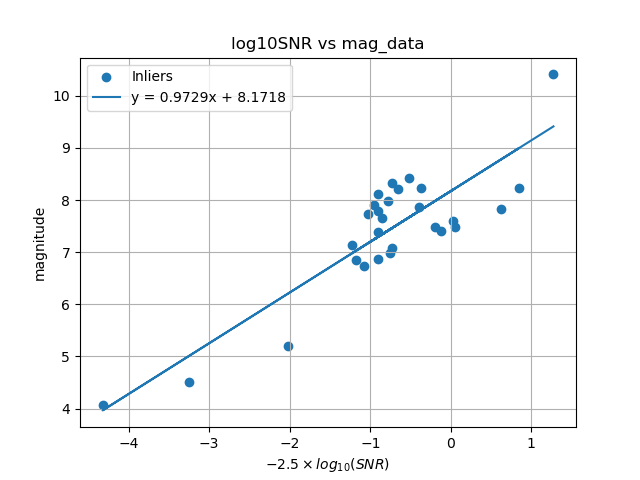 log10SNR vs mag_data
Inliers
y = 0.9729x + 8.1718
10
9
8
7
6
5
4
magnitude
−4 −3 −2 −1 0 1
−2.5 × log10(SNR)